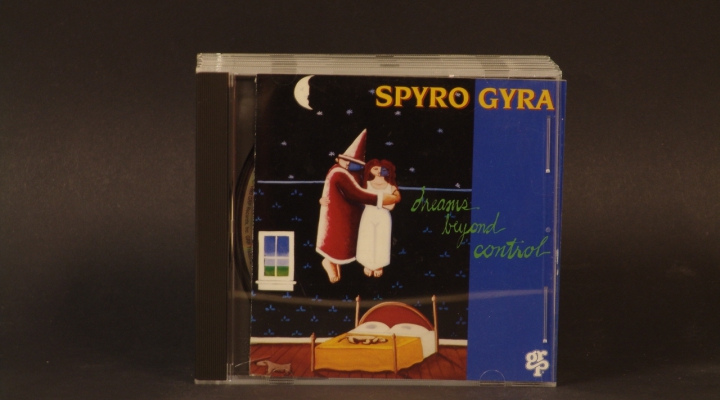 SPYRO GYRA
dreams
beyond
control
grp